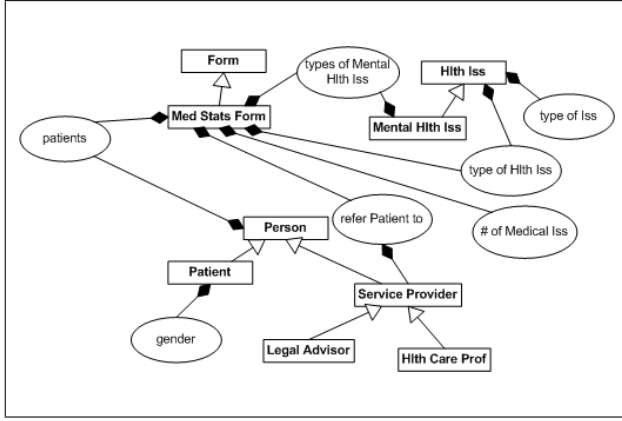 Form
types of Mental
Hlth Iss
Hlth Iss
Med Stats Form
Mental Hlth Iss
type of Iss
patients
type of Hlth Iss
refer Patient to
# of Medical Iss
Person
Patient
Service Provider
gender
Legal Advisor
Hlth Care Prof